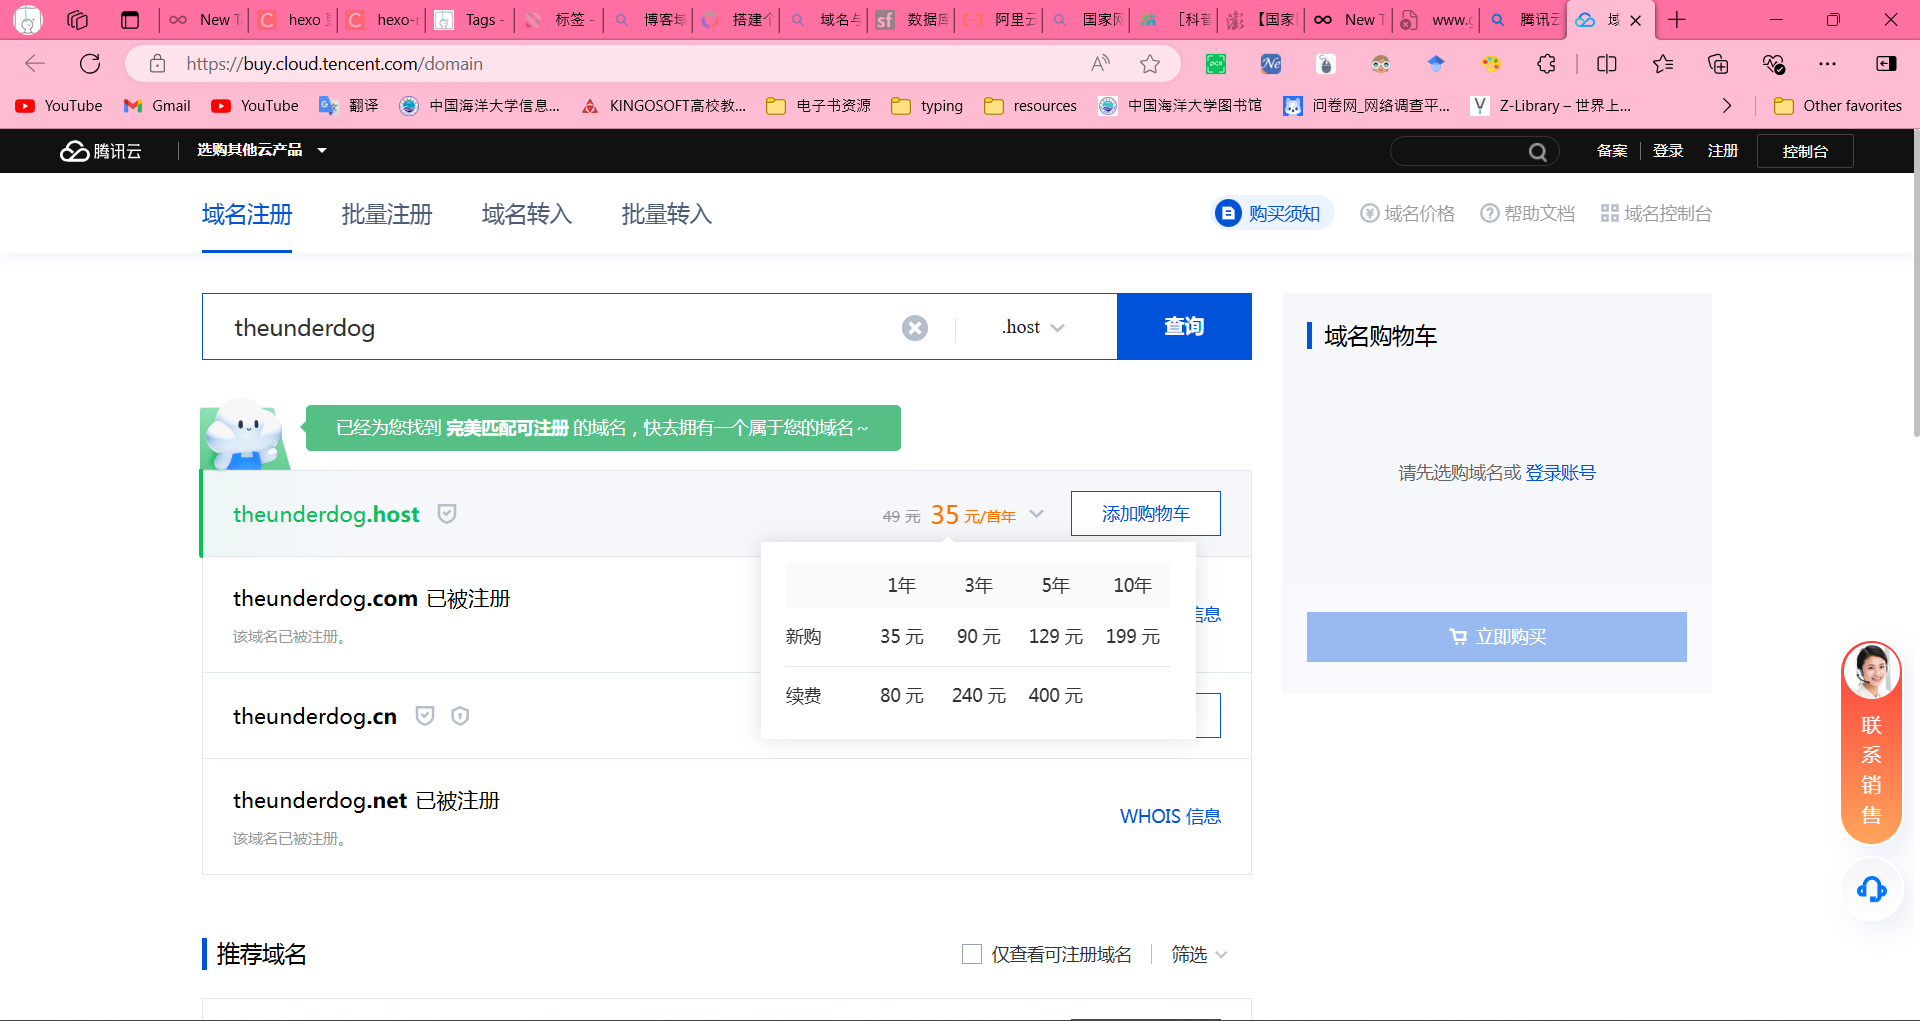 New T
hexo
hexo-
Tags -
标签 -
博客域
搭建个
域名与
数据库
阿里云
国家网
[科普
【国家
New T
www.g
腾讯云
域
https://buy.cloud.tencent.com/domain
YouTube
Gmail
YouTube
翻译
中国海洋大学信息...
KINGOSOFT高校教...
电子书资源
typing
resources
中国海洋大学图书馆
问卷网_网络调查平...
Z-Library – 世界上...
Other favorites
腾讯云
选购其他云产品
备案
登录
注册
控制台
域名注册
批量注册
域名转入
批量转入
购买须知
域名价格
帮助文档
域名控制台
theunderdog
.host
查询
域名购物车
已经为您找到 完美匹配可注册 的域名，快去拥有一个属于您的域名～
请先选购域名或 登录账号
theunderdog.host
49 元 35 元/首年
添加购物车
1年 3年 5年 10年
新购 35 元 90 元 129 元 199 元
续费 80 元 240 元 400 元
theunderdog.com 已被注册
信息
该域名已被注册。
立即购买
theunderdog.cn
联
系
销
售
theunderdog.net 已被注册
WHOIS 信息
该域名已被注册。
推荐域名
仅查看可注册域名
筛选